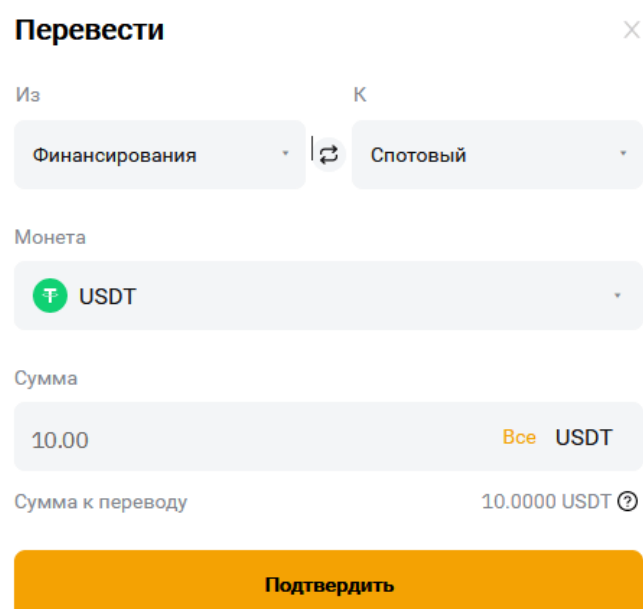 Перевести
Из К
Финансирования Спотовый
Монета
USDT
Сумма
10.00 Все USDT
Сумма к переводу 10.0000 USDT
Подтвердить